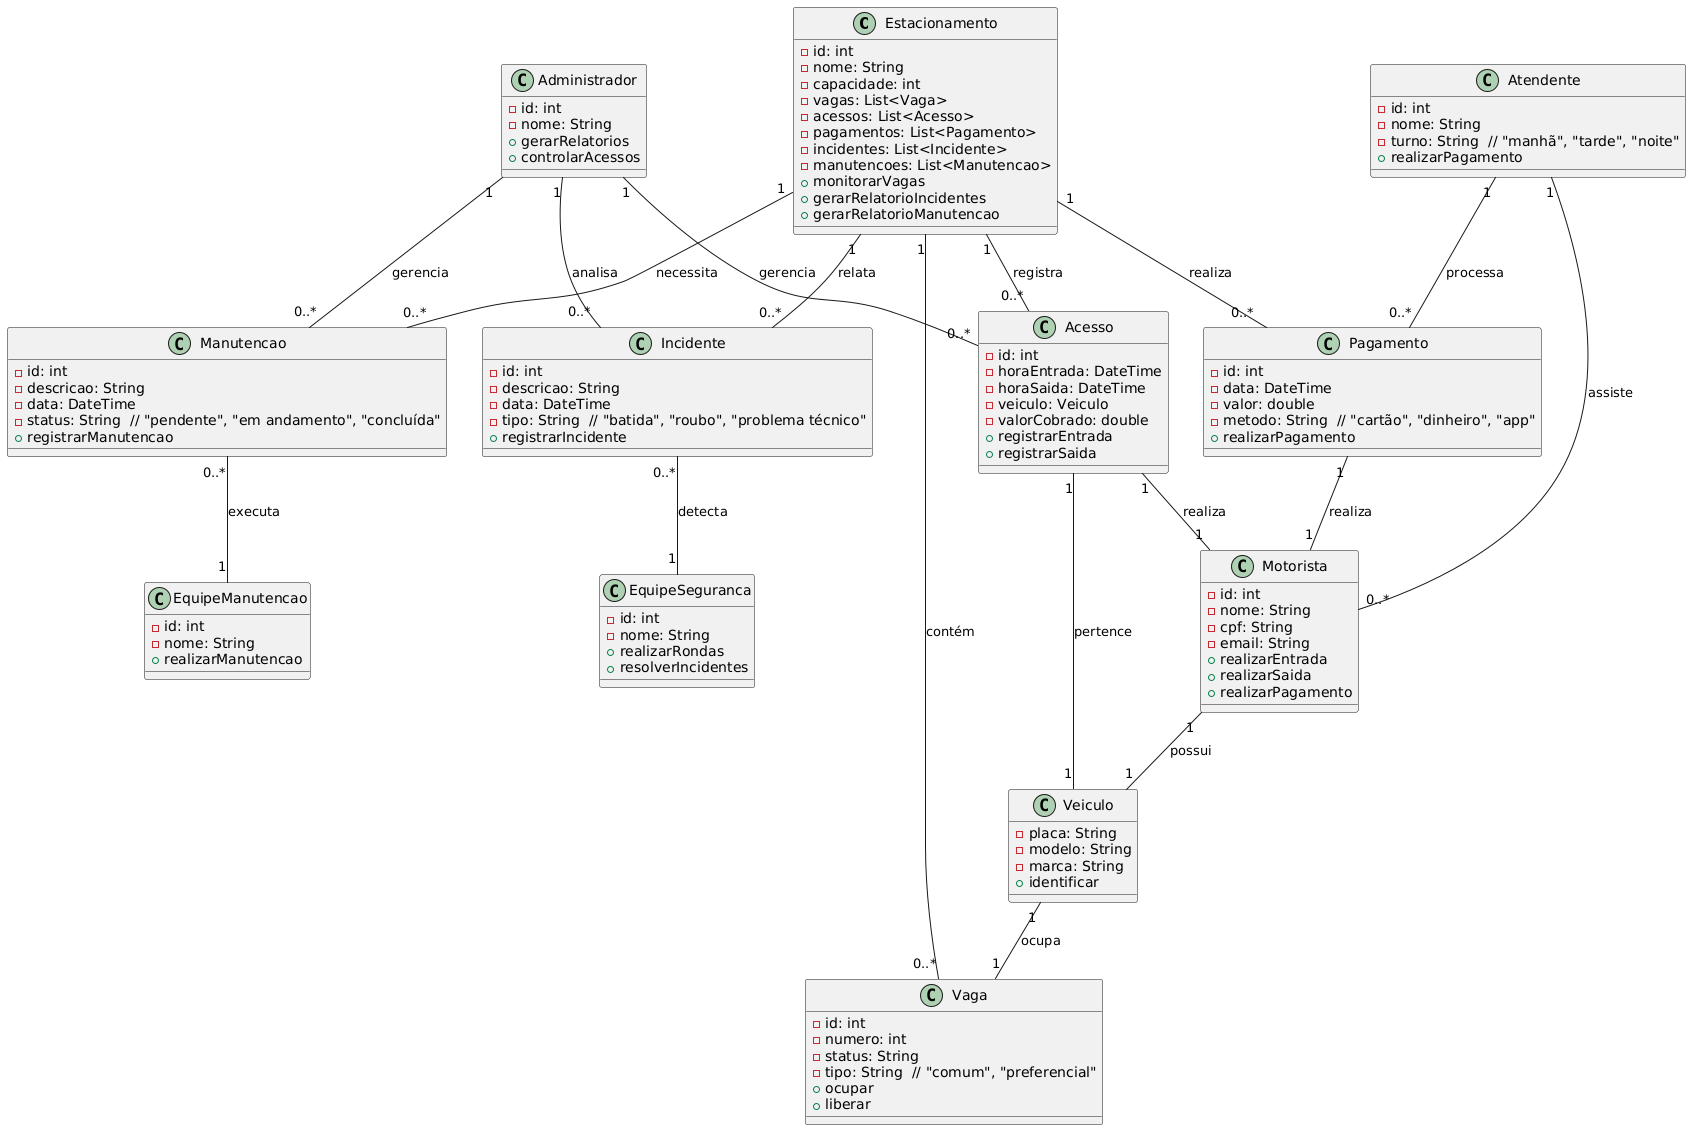 C Estacionamento
id: int
nome: String
capacidade: int
vagas: List<Vaga>
acessos: List<Acesso>
pagamentos: List<Pagamento>
incidentes: List<Incidente>
manutencoes: List<Manutencao>
monitorarVagas
gerarRelatorioIncidentes
gerarRelatorioManutencao
C Administrador
id: int
nome: String
gerarRelatorios
controlarAcessos
C Atendente
id: int
nome: String
turno: String // "manhã", "tarde", "noite"
realizarPagamento
1
1
1
1
1
1
1
1
1
1
gerencia
analisa
necessita
gerencia
relata
registra
realiza
processa
assiste
0..*
0..*
0..*
0..*
0..*
0..*
0..*
0..*
C Manutencao
id: int
descricao: String
data: DateTime
status: String // "pendente", "em andamento", "concluída"
registrarManutencao
C Incidente
id: int
descricao: String
data: DateTime
tipo: String // "batida", "roubo", "problema técnico"
registrarIncidente
C Acesso
id: int
horaEntrada: DateTime
horaSaida: DateTime
veiculo: Veiculo
valorCobrado: double
registrarEntrada
registrarSaida
C Pagamento
id: int
data: DateTime
valor: double
metodo: String // "cartão", "dinheiro", "app"
realizarPagamento
0..*
0..*
1
1
1
executa
detecta
realiza
realiza
1
1
1
1
C EquipeManutencao
id: int
nome: String
realizarManutencao
C EquipeSeguranca
id: int
nome: String
realizarRondas
resolverIncidentes
contém
pertence
C Motorista
id: int
nome: String
cpf: String
email: String
realizarEntrada
realizarSaida
realizarPagamento
0..*
1
possui
1
1
C Veiculo
placa: String
modelo: String
marca: String
identificar
1
ocupa
0..*
1
C Vaga
id: int
numero: int
status: String
tipo: String // "comum", "preferencial"
ocupar
liberar